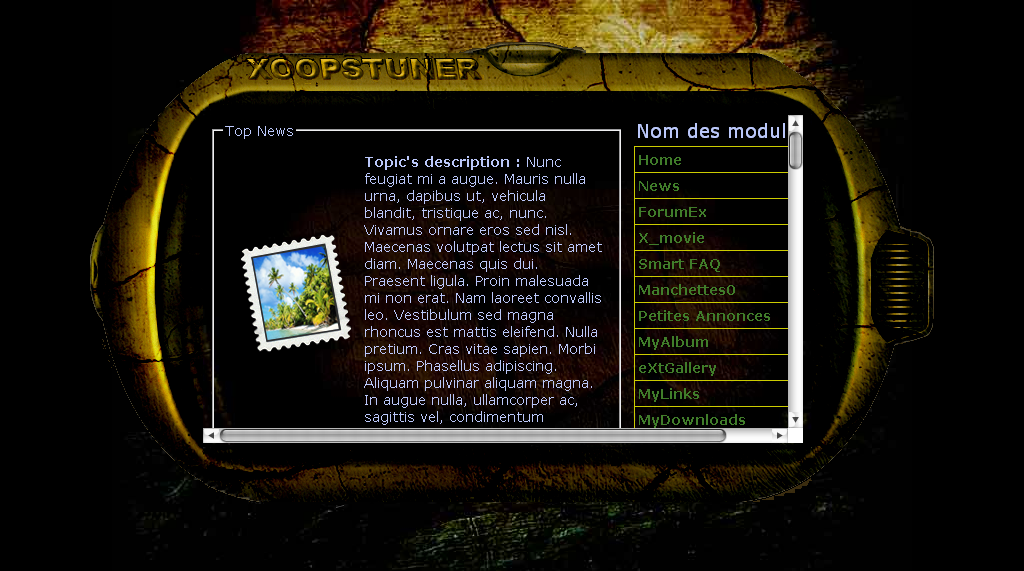 XOOPSTUNER
Top News
Topic's description : Nunc
feugiat mi a augue. Mauris nulla
urna, dapibus ut, vehicula
blandit, tristique ac, nunc.
Vivamus ornare eros sed nisl.
Maecenas volutpat lectus sit amet
diam. Maecenas quis dui.
Praesent ligula. Proin malesuada
mi non erat. Nam laoreet convallis
leo. Vestibulum sed magna
rhoncus est mattis eleifend. Nulla
pretium. Cras vitae sapien. Morbi
ipsum. Phasellus adipiscing.
Aliquam pulvinar aliquam magna.
In augue nulla, ullamcorper ac,
sagittis vel, condimentum
Nom des modul
Home
News
ForumEx
X_movie
Smart FAQ
Manchettes0
Petites Annonces
MyAlbum
eXtGallery
MyLinks
MyDownloads